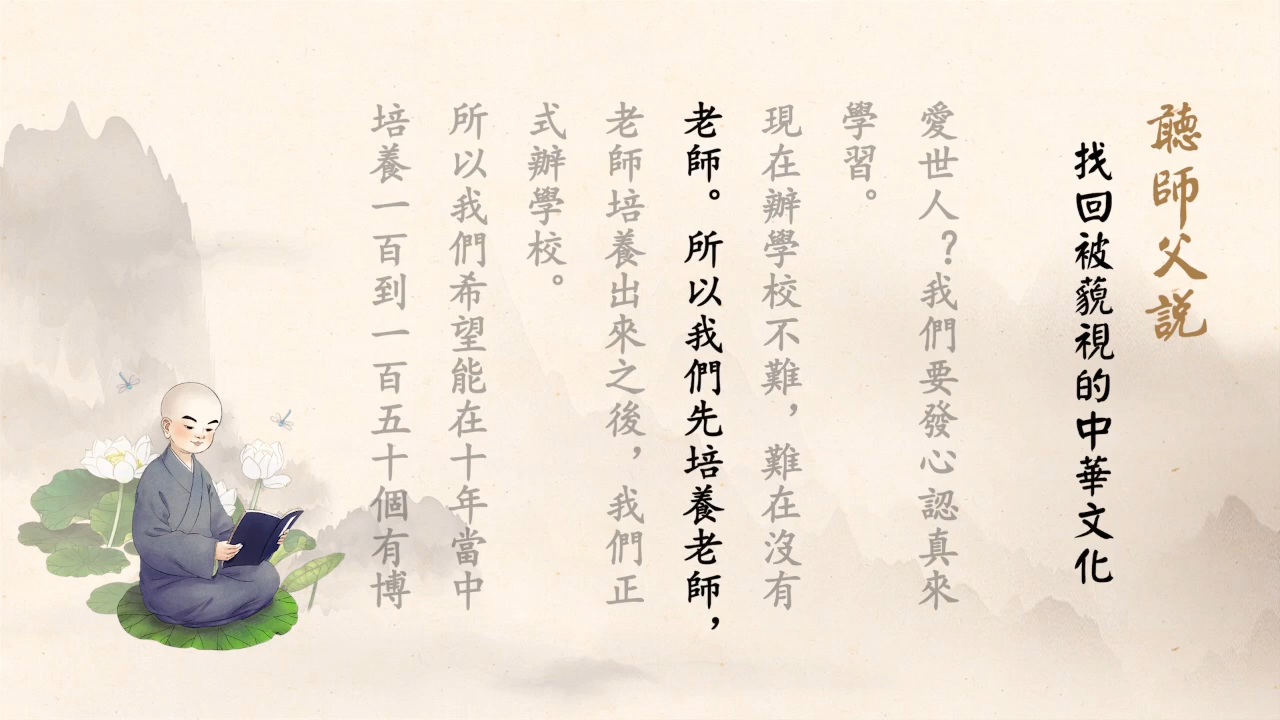 聽師父說
找回被藐視的中華文化
愛世人？我們要發心認真來
學習。
現在辦學校不難，難在沒有
老師。所以我們先培養老師，
老師培養出來之後，我們正
式辦學校。
所以我們希望能在十年當中
培養一百到一百五十個有博